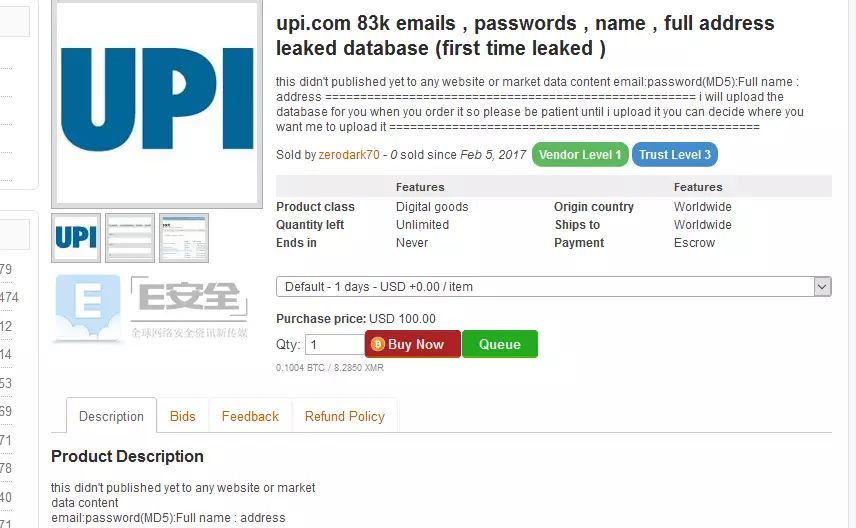 79
474
12
14
53
69
71
78
40
71
UPI
UPI
E
E安全
全球网络安全资讯新传媒
upi.com 83k emails , passwords , name , full address
leaked database (first time leaked )
this didn't published yet to any website or market data content email:password(MD5):Full name :
address ===================================================== i will upload the
database for you when you order it so please be patient until i upload it you can decide where you
want me to upload it =====================================================
Sold by zerodark70 - 0 sold since Feb 5, 2017 Vendor Level 1 Trust Level 3
Features Features
Product class Digital goods Origin country Worldwide
Quantity left Unlimited Ships to Worldwide
Ends in Never Payment Escrow
Default - 1 days - USD +0.00 / item
Purchase price: USD 100.00
Qty: 1 Buy Now Queue
0.1004 BTC / 8.2850 XMR
Description Bids Feedback Refund Policy
Product Description
this didn't published yet to any website or market
data content
email:password(MD5):Full name : address